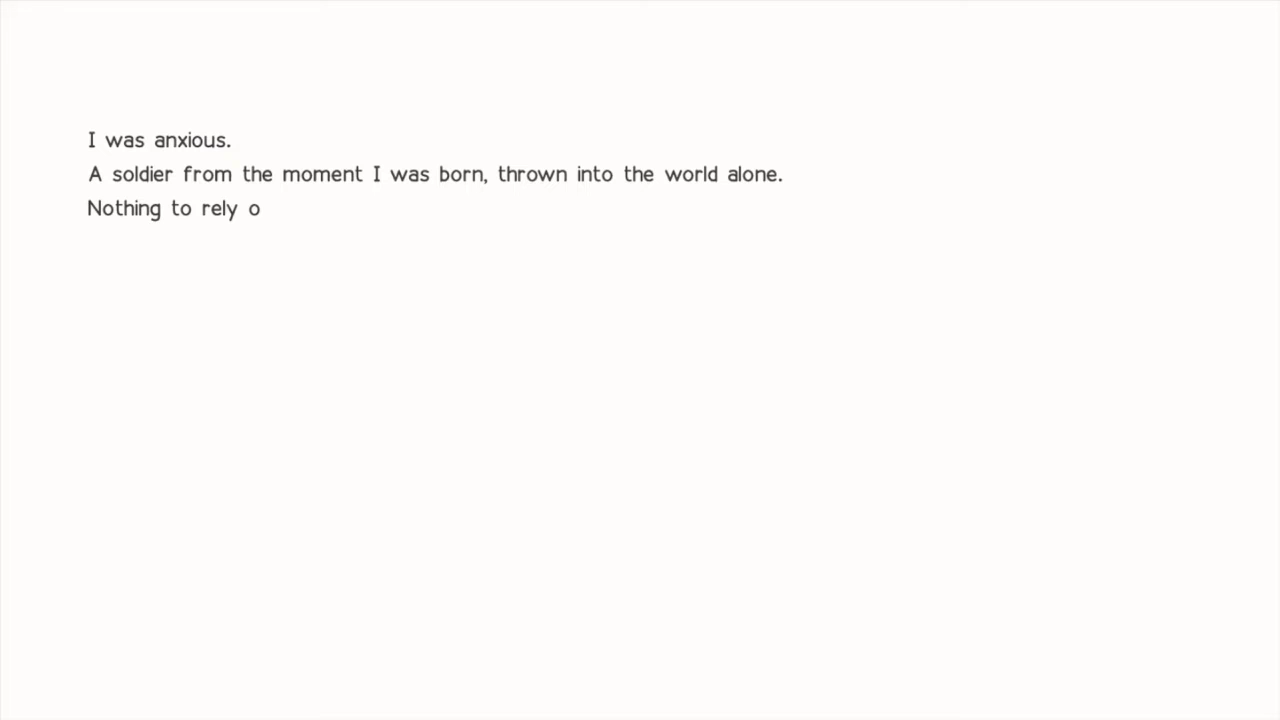 I was anxious.
A soldier from the moment I was born, thrown into the world alone.
Nothing to rely o